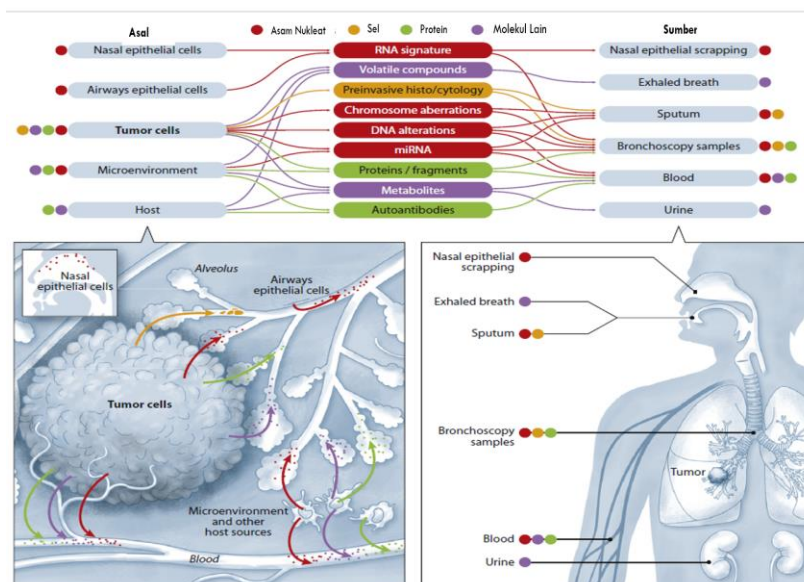 Asal
Asam Nukleat
Sel
Protein
Molekul Lain
Sumber
Nasal epithelial cells
RNA signature
Nasal epithelial scrapping
Volatile compounds
Exhaled breath
Airways epithelial cells
Preinvasive histo/cytology
Chromosome aberrations
Sputum
Tumor cells
DNA alterations
miRNA
Bronchoscopy samples
Microenvironment
Proteins / fragments
Blood
Metabolites
Host
Autoantibodies
Urine
Nasal
epithelial cells
Alveolus
Airways
epithelial cells
Tumor cells
Microenvironment
and other
host sources
Blood
Nasal epithelial
scrapping
Exhaled breath
Sputum
Bronchoscopy
samples
Tumor
Blood
Urine